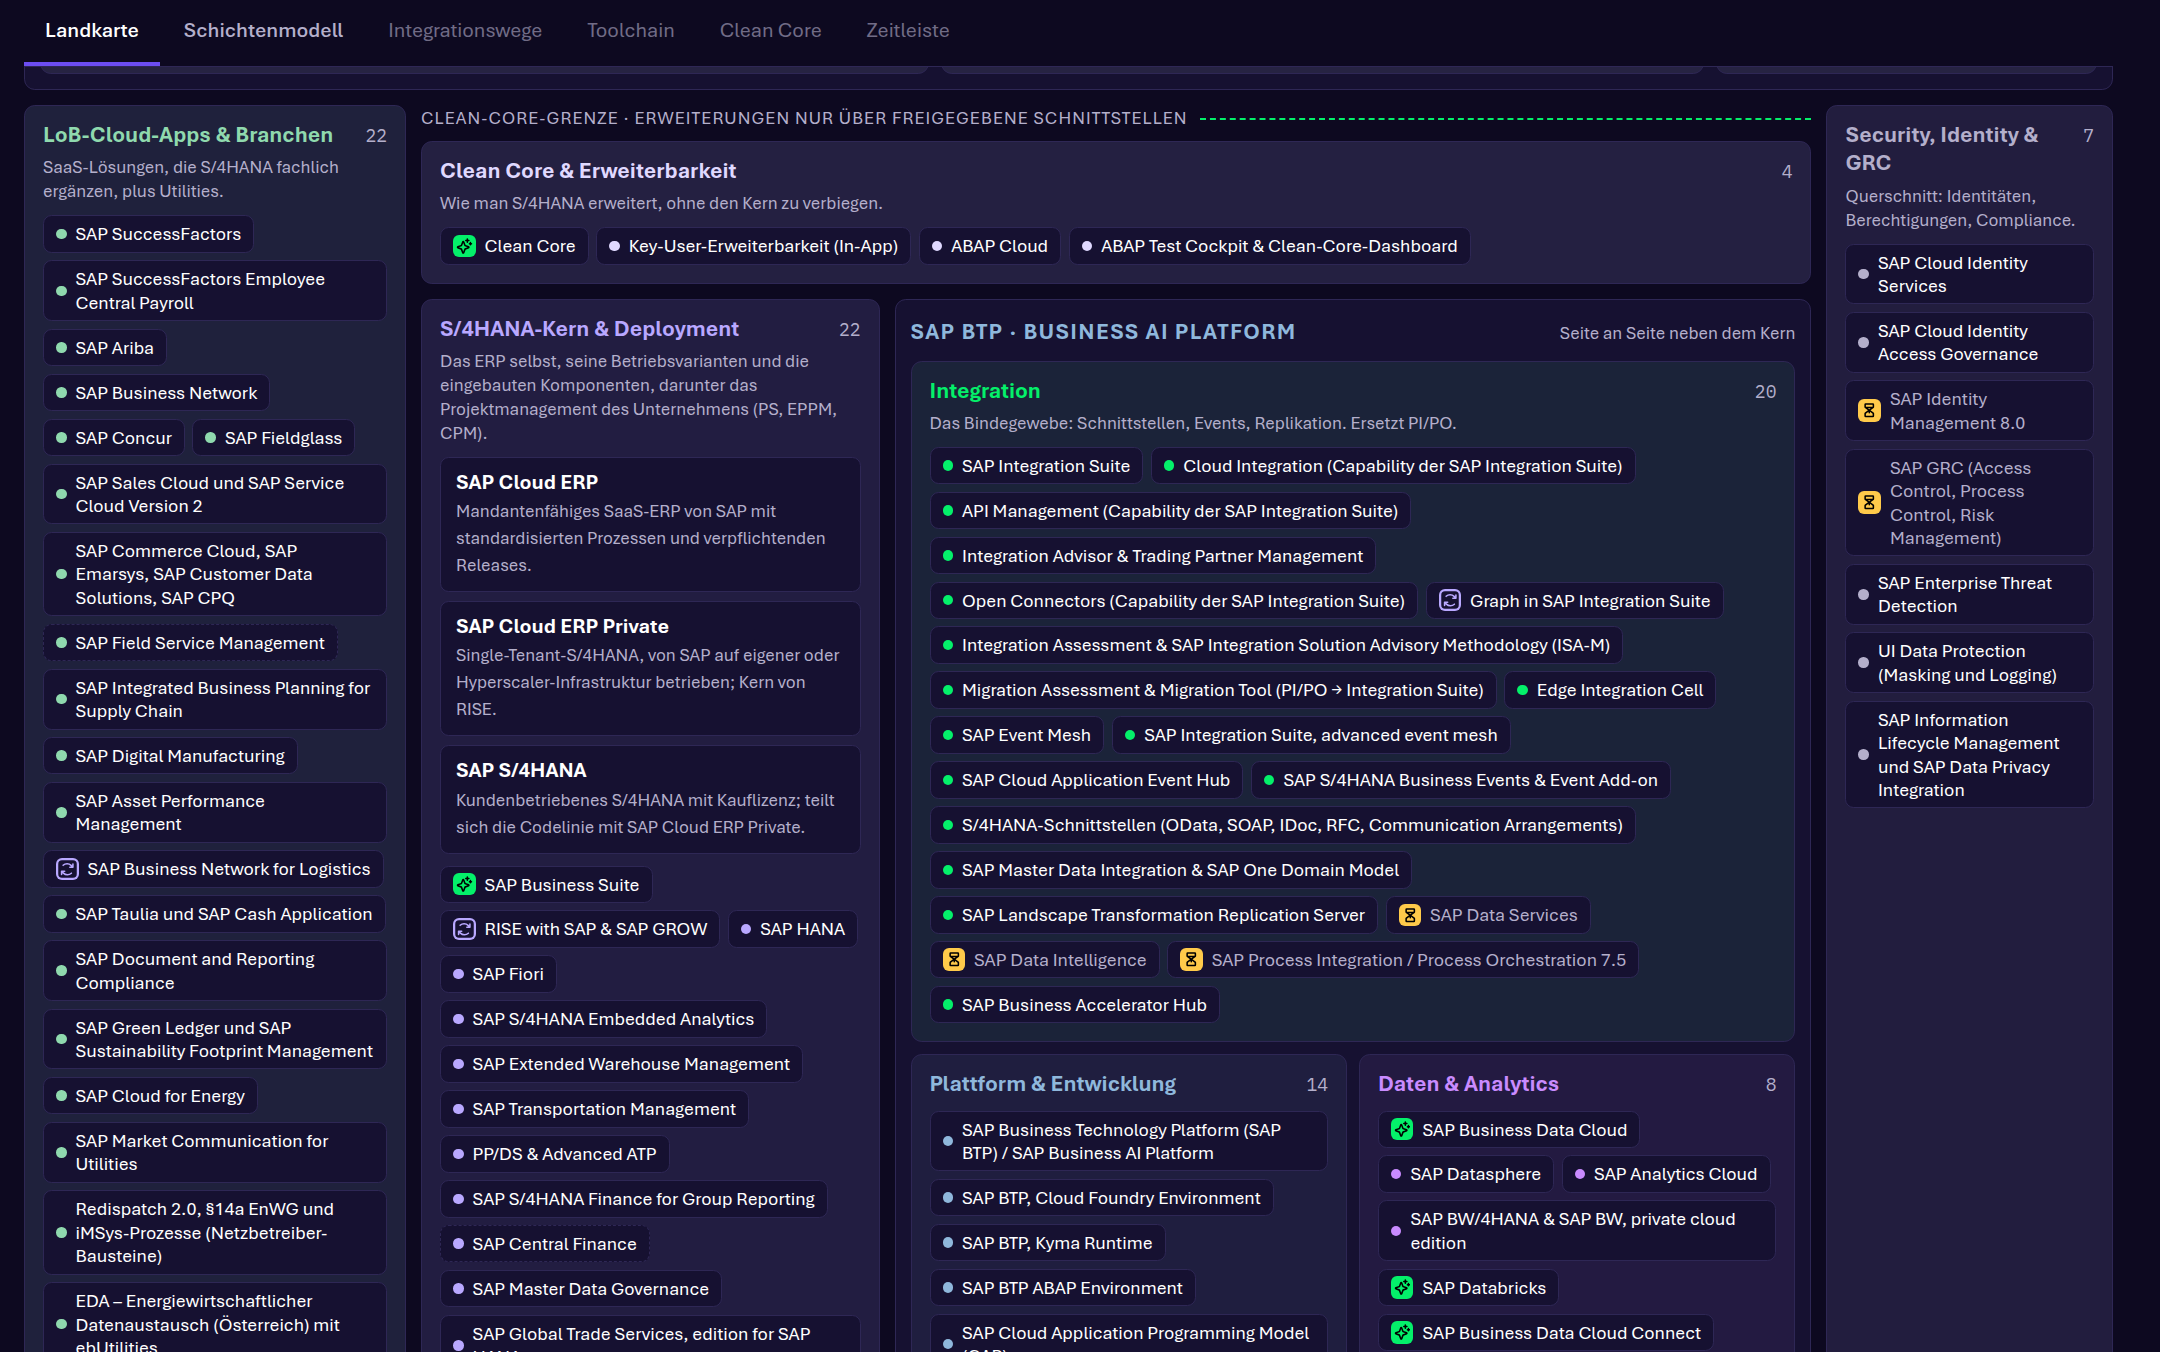 Landkarte
Schichtenmodell
Integrationswege
Toolchain
Clean Core
Zeitleiste
LoB-Cloud-Apps & Branchen 22
SaaS-Lösungen, die S/4HANA fachlich
ergänzen, plus Utilities.
SAP SuccessFactors
SAP SuccessFactors Employee
Central Payroll
SAP Ariba
SAP Business Network
SAP Concur
SAP Fieldglass
SAP Sales Cloud und SAP Service
Cloud Version 2
SAP Commerce Cloud, SAP
Emarsys, SAP Customer Data
Solutions, SAP CPQ
SAP Field Service Management
SAP Integrated Business Planning for
Supply Chain
SAP Digital Manufacturing
SAP Asset Performance
Management
SAP Business Network for Logistics
SAP Taulia und SAP Cash Application
SAP Document and Reporting
Compliance
SAP Green Ledger und SAP
Sustainability Footprint Management
SAP Cloud for Energy
SAP Market Communication for
Utilities
Redispatch 2.0, §14a EnWG und
iMSys-Prozesse (Netzbetreiber-
Bausteine)
EDA – Energiewirtschaftlicher
Datenaustausch (Österreich) mit
ebUtilities
CLEAN-CORE-GRENZE · ERWEITERUNGEN NUR ÜBER FREIGEGEBENE SCHNITTSTELLEN
Clean Core & Erweiterbarkeit 4
Wie man S/4HANA erweitert, ohne den Kern zu verbiegen.
Clean Core
Key-User-Erweiterbarkeit (In-App)
ABAP Cloud
ABAP Test Cockpit & Clean-Core-Dashboard
S/4HANA-Kern & Deployment 22
Das ERP selbst, seine Betriebsvarianten und die
eingebauten Komponenten, darunter das
Projektmanagement des Unternehmens (PS, EPPM,
CPM).
SAP Cloud ERP
Mandantenfähiges SaaS-ERP von SAP mit
standardisierten Prozessen und verpflichtenden
Releases.
SAP Cloud ERP Private
Single-Tenant-S/4HANA, von SAP auf eigener oder
Hyperscaler-Infrastruktur betrieben; Kern von
RISE.
SAP S/4HANA
Kundenbetriebenes S/4HANA mit Kauflizenz; teilt
sich die Codelinie mit SAP Cloud ERP Private.
SAP Business Suite
RISE with SAP & SAP GROW
SAP HANA
SAP Fiori
SAP S/4HANA Embedded Analytics
SAP Extended Warehouse Management
SAP Transportation Management
PP/DS & Advanced ATP
SAP S/4HANA Finance for Group Reporting
SAP Central Finance
SAP Master Data Governance
SAP Global Trade Services, edition for SAP
SAP BTP · BUSINESS AI PLATFORM
Seite an Seite neben dem Kern
Integration 20
Das Bindegewebe: Schnittstellen, Events, Replikation. Ersetzt PI/PO.
SAP Integration Suite
Cloud Integration (Capability der SAP Integration Suite)
API Management (Capability der SAP Integration Suite)
Integration Advisor & Trading Partner Management
Open Connectors (Capability der SAP Integration Suite)
Graph in SAP Integration Suite
Integration Assessment & SAP Integration Solution Advisory Methodology (ISA-M)
Migration Assessment & Migration Tool (PI/PO → Integration Suite)
Edge Integration Cell
SAP Event Mesh
SAP Integration Suite, advanced event mesh
SAP Cloud Application Event Hub
SAP S/4HANA Business Events & Event Add-on
S/4HANA-Schnittstellen (OData, SOAP, IDoc, RFC, Communication Arrangements)
SAP Master Data Integration & SAP One Domain Model
SAP Landscape Transformation Replication Server
SAP Data Services
SAP Data Intelligence
SAP Process Integration / Process Orchestration 7.5
SAP Business Accelerator Hub
Plattform & Entwicklung 14
SAP Business Technology Platform (SAP
BTP) / SAP Business AI Platform
SAP BTP, Cloud Foundry Environment
SAP BTP, Kyma Runtime
SAP BTP ABAP Environment
SAP Cloud Application Programming Model
Daten & Analytics 8
SAP Business Data Cloud
SAP Datasphere
SAP Analytics Cloud
SAP BW/4HANA & SAP BW, private cloud
edition
SAP Databricks
SAP Business Data Cloud Connect
Security, Identity & 7
GRC
Querschnitt: Identitäten,
Berechtigungen, Compliance.
SAP Cloud Identity
Services
SAP Cloud Identity
Access Governance
SAP Identity
Management 8.0
SAP GRC (Access
Control, Process
Control, Risk
Management)
SAP Enterprise Threat
Detection
UI Data Protection
(Masking und Logging)
SAP Information
Lifecycle Management
und SAP Data Privacy
Integration